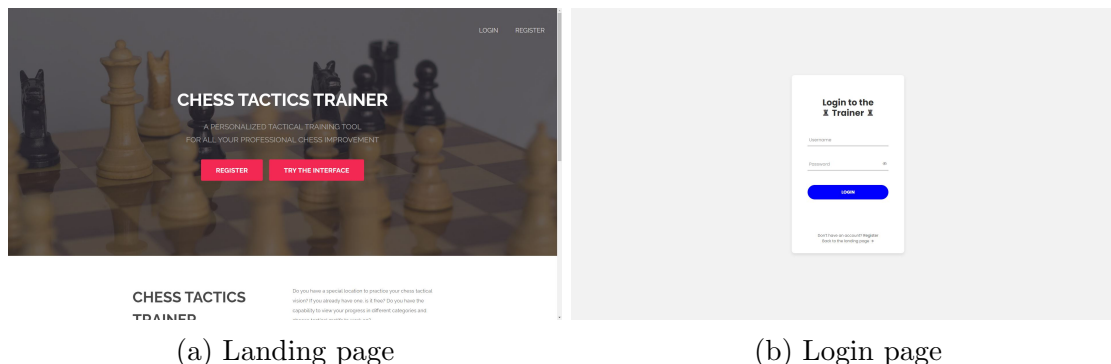 LOGIN REGISTER
CHESS TACTICS TRAINER
A PERSONALIZED TACTICAL TRAINING TOOL
FOR ALL YOUR PROFESSIONAL CHESS IMPROVEMENT
REGISTER TRY THE INTERFACE
CHESS TACTICS
TRAINER
Do you have a special location to practice your chess tactical
vision? If you already have one, is it free? Do you have the
capability to view your progress in different categories and
(a) Landing page
Login to the
♜ Trainer ♜
Username
Password
LOGIN
Don't have an account? Register
Back to the landing page
(b) Login page